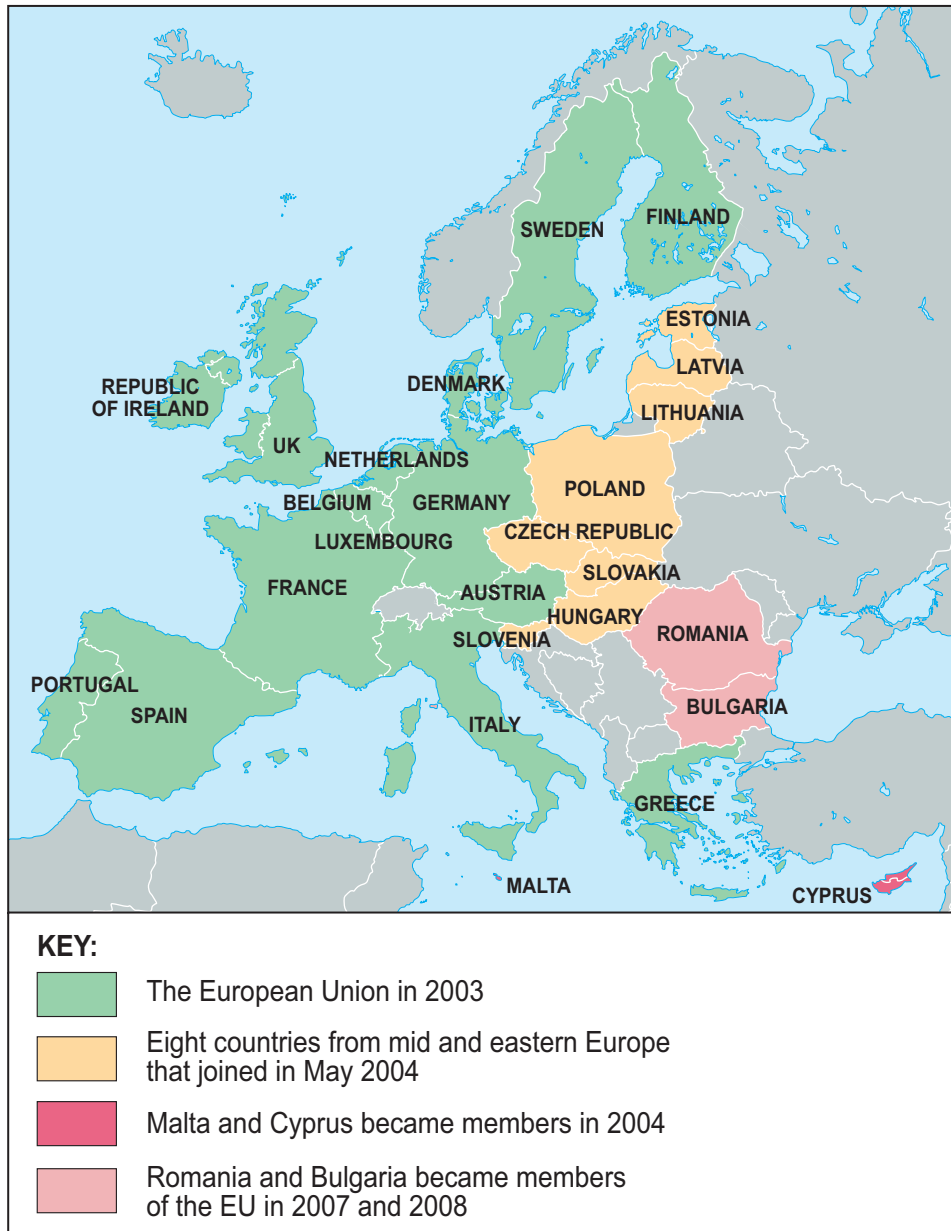 SWEDEN
FINLAND
ESTONIA
LATVIA
LITHUANIA
DENMARK
REPUBLIC
OF IRELAND
UK
NETHERLANDS
BELGIUM
GERMANY
POLAND
LUXEMBOURG
CZECH REPUBLIC
SLOVAKIA
FRANCE
AUSTRIA
HUNGARY
SLOVENIA
ROMANIA
PORTUGAL
SPAIN
ITALY
BULGARIA
GREECE
MALTA
CYPRUS
KEY:
The European Union in 2003
Eight countries from mid and eastern Europe
that joined in May 2004
Malta and Cyprus became members in 2004
Romania and Bulgaria became members
of the EU in 2007 and 2008